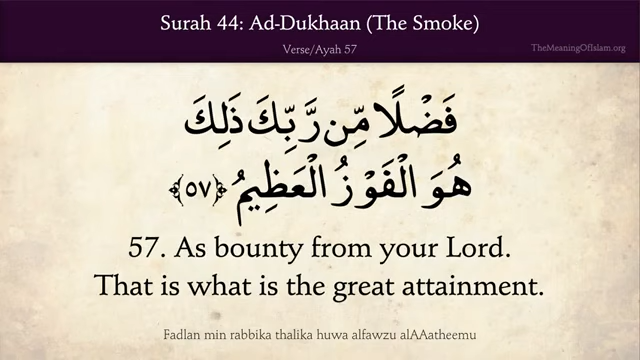 Surah 44: Ad-Dukhaan (The Smoke)
Verse/Ayah 57
TheMeaningOfIslam.org
فَضْلًا مِّن رَّبِّكَ ذَٰلِكَ
هُوَ الْفَوْزُ الْعَظِيمُ ﴿٥٧﴾
57. As bounty from your Lord.
That is what is the great attainment.
Fadlan min rabbika thalika huwa alfawzu alAAatheemu